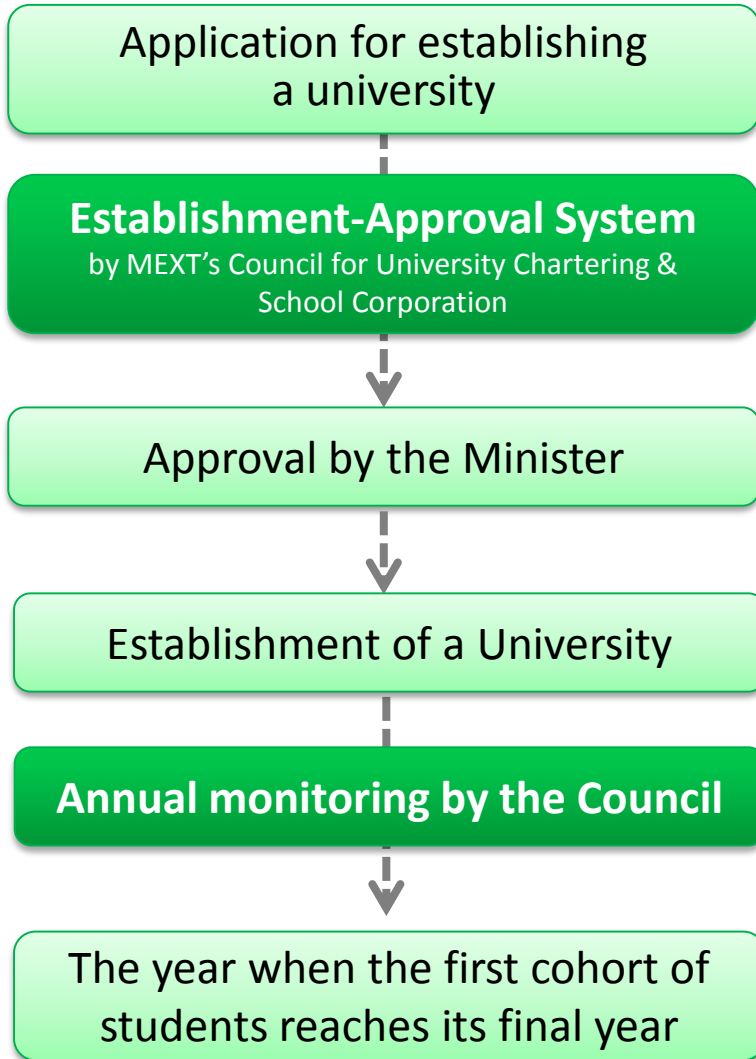 Application for establishing
a university
Establishment-Approval System
by MEXT's Council for University Chartering &
School Corporation
Approval by the Minister
Establishment of a University
Annual monitoring by the Council
The year when the first cohort of
students reaches its final year